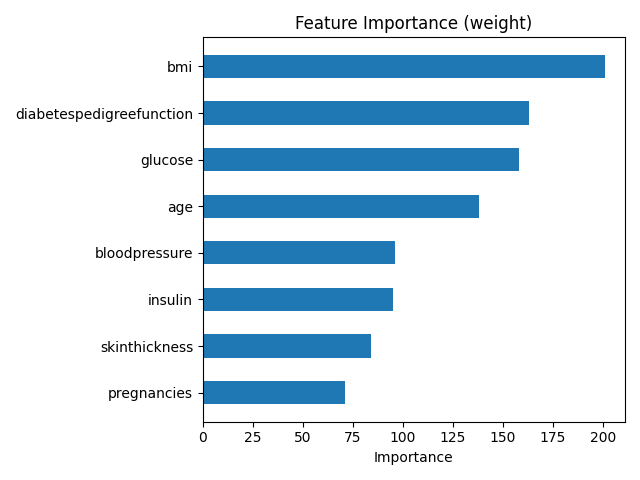 Feature Importance (weight)
bmi
diabetespedigreefunction
glucose
age
bloodpressure
insulin
skinthickness
pregnancies
0 25 50 75 100 125 150 175 200
Importance